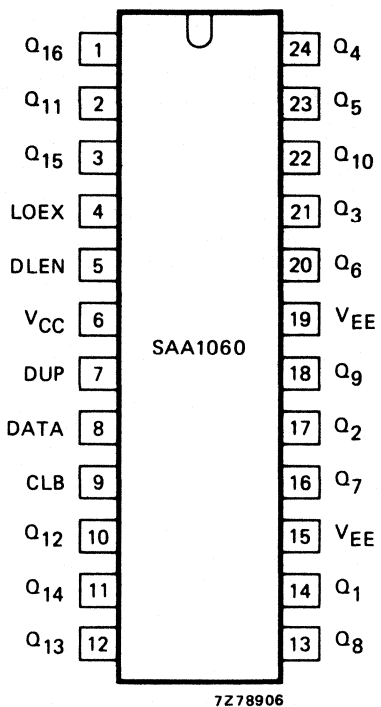 Q16 1 24 Q4
Q11 2 23 Q5
Q15 3 22 Q10
LOEX 4 21 Q3
DLEN 5 20 Q6
VCC 6 19 VEE
SAA1060
DUP 7 18 Q9
DATA 8 17 Q2
CLB 9 16 Q7
Q12 10 15 VEE
Q14 11 14 Q1
Q13 12 13 Q8
7Z78906